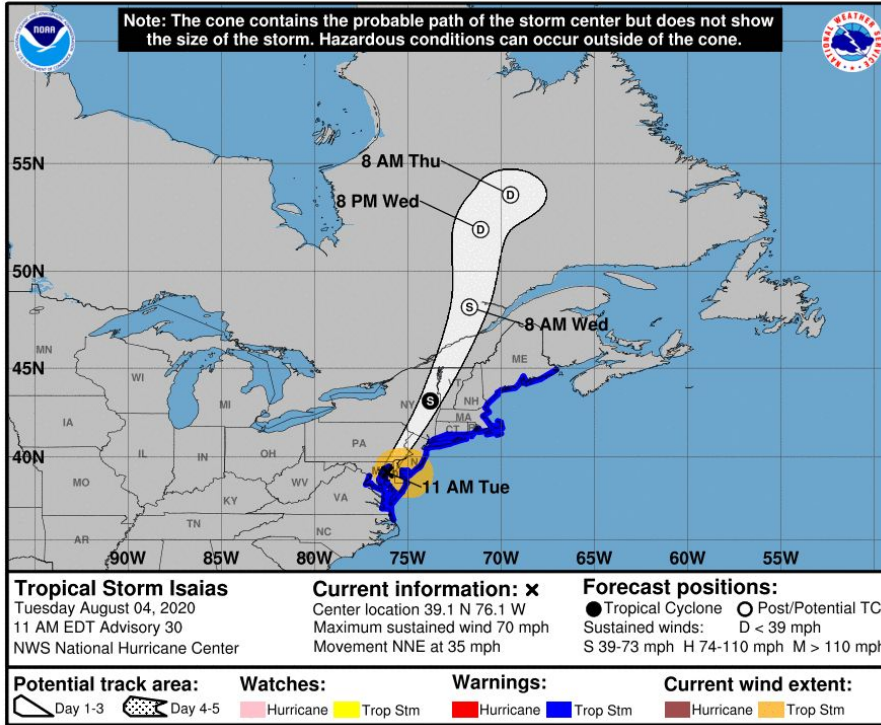 Note: The cone contains the probable path of the storm center but does not show
the size of the storm. Hazardous conditions can occur outside of the cone.
NOAA
NATIONAL WEATHER SERVICE
55N
8 AM Thu
D
8 PM Wed
D
50N
S
8 AM Wed
MN
ME
45N
WI
VT
MI
NY
NH
S
MA
CT
IA
PA
40N
IL
IN
OH
11 AM Tue
MO
WV
VA
KY
TN
NC
AR
90W
85W
80W
75W
70W
65W
60W
55W
Tropical Storm Isaias
Tuesday August 04, 2020
11 AM EDT Advisory 30
NWS National Hurricane Center
Current information: x
Center location 39.1 N 76.1 W
Maximum sustained wind 70 mph
Movement NNE at 35 mph
Forecast positions:
Tropical Cyclone Post/Potential TC
Sustained winds: D < 39 mph
S 39-73 mph H 74-110 mph M > 110 mph
Potential track area:
Day 1-3 Day 4-5
Watches:
Hurricane Trop Stm
Warnings:
Hurricane Trop Stm
Current wind extent:
Hurricane Trop Stm